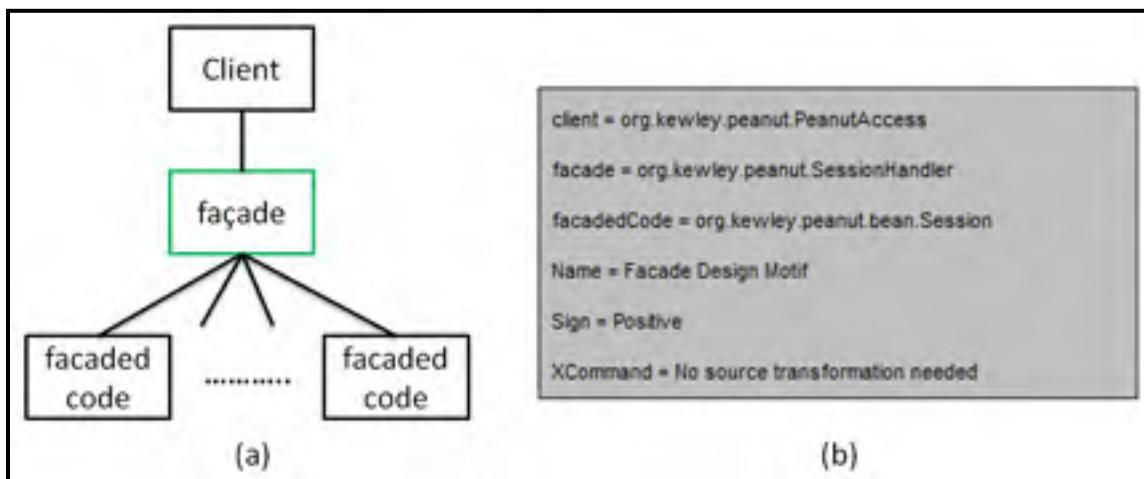 Client
façade
facaded
code
...........
facaded
code
(a)
client = org.kewley.peanut.PeanutAccess
facade = org.kewley.peanut.SessionHandler
facadedCode = org.kewley.peanut.bean.Session
Name = Facade Design Motif
Sign = Positive
XCommand = No source transformation needed
(b)